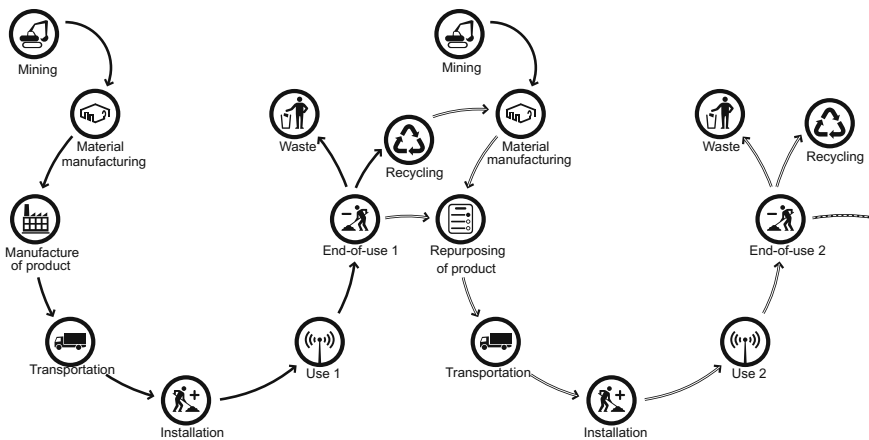 Mining
Material
manufacturing
Manufacture
of product
Transportation
Installation
Use 1
End-of-use 1
Waste
Recycling
Mining
Material
manufacturing
Repurposing
of product
Transportation
Installation
Use 2
End-of-use 2
Waste
Recycling